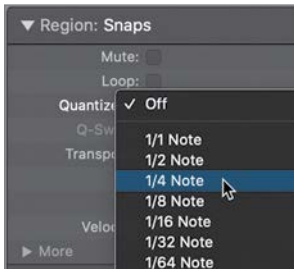 ▼ Region: Snaps
Mute:
Loop:
Quantize ✓ Off
Q-Sw
1/1 Note
Transpo
1/2 Note
1/4 Note
1/8 Note
1/16 Note
Veloc
1/32 Note
▶ More
1/64 Note